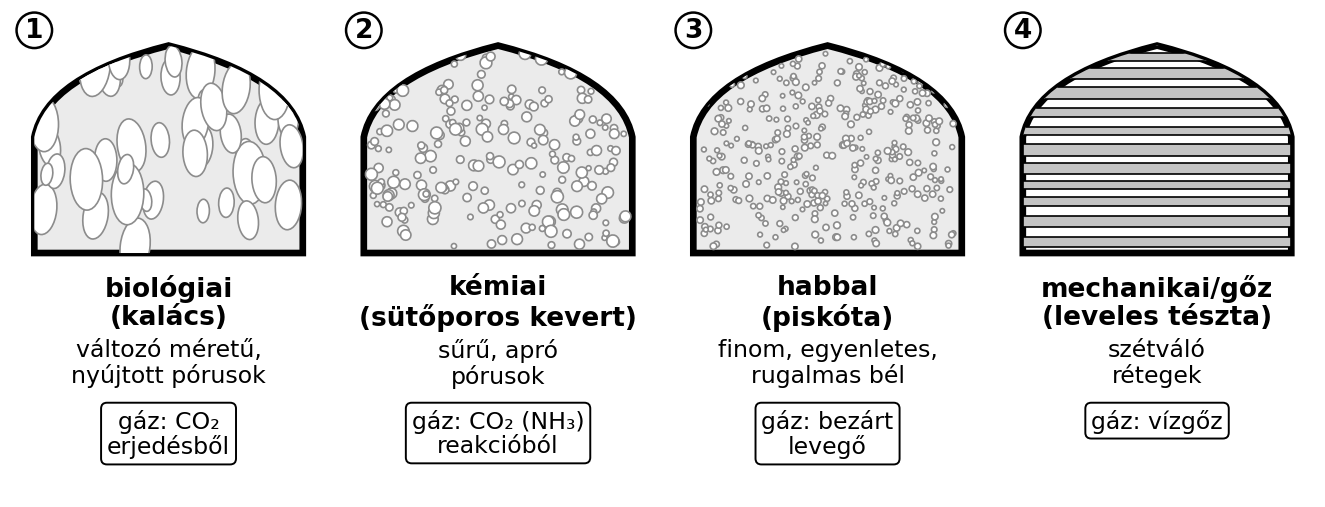 1
biológiai
(kalács)
változó méretű,
nyújtott pórusok
gáz: CO₂
erjedésből
2
kémiai
(sütőporos kevert)
sűrű, apró
pórusok
gáz: CO₂ (NH₃)
reakcióból
3
habbal
(piskóta)
finom, egyenletes,
rugalmas bél
gáz: bezárt
levegő
4
mechanikai/gőz
(leveles tészta)
szétváló
rétegek
gáz: vízgőz